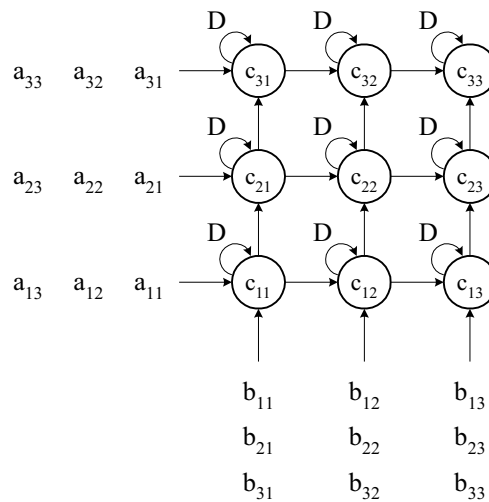 D D D
a₃₃ a₃₂ a₃₁ c₃₁ c₃₂ c₃₃
D D D
a₂₃ a₂₂ a₂₁ c₂₁ c₂₂ c₂₃
D D D
a₁₃ a₁₂ a₁₁ c₁₁ c₁₂ c₁₃
b₁₁ b₁₂ b₁₃
b₂₁ b₂₂ b₂₃
b₃₁ b₃₂ b₃₃